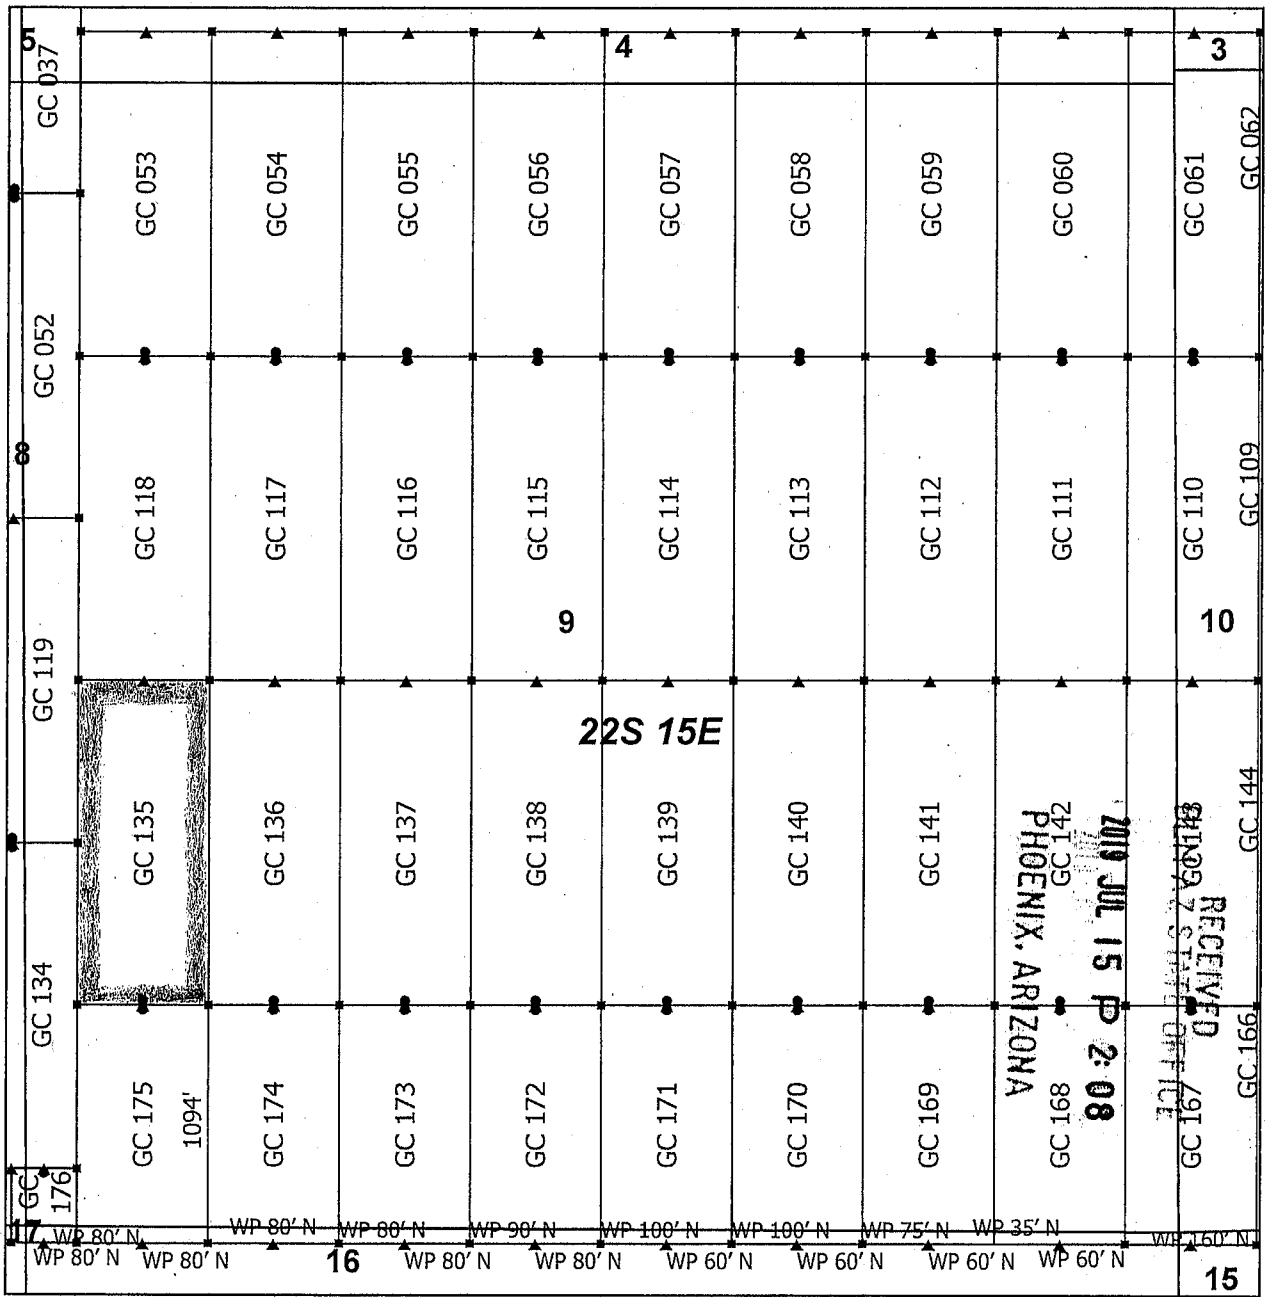 5
4
3
GC 037
GC 053
GC 054
GC 055
GC 056
GC 057
GC 058
GC 059
GC 060
GC 061
GC 062
GC 052
8
GC 118
GC 117
GC 116
GC 115
GC 114
GC 113
GC 112
GC 111
GC 110
GC 109
9
10
GC 119
22S 15E
GC 135
GC 136
GC 137
GC 138
GC 139
GC 140
GC 141
GC 142
GC 143
GC 144
RECEIVED
AZ STATE OFFICE
2019 JUL 15 P 2:08
PHOENIX, ARIZONA
GC 134
GC 175
1094'
GC 174
GC 173
GC 172
GC 171
GC 170
GC 169
GC 168
GC 167
GC 166
GC
176
17
WP 80' N
WP 80' N
WP 80' N
WP 90' N
WP 100' N
WP 100' N
WP 75' N
WP 35' N
WP 160' N
WP 80' N
WP 80' N
16
WP 80' N
WP 80' N
WP 60' N
WP 60' N
WP 60' N
WP 60' N
15